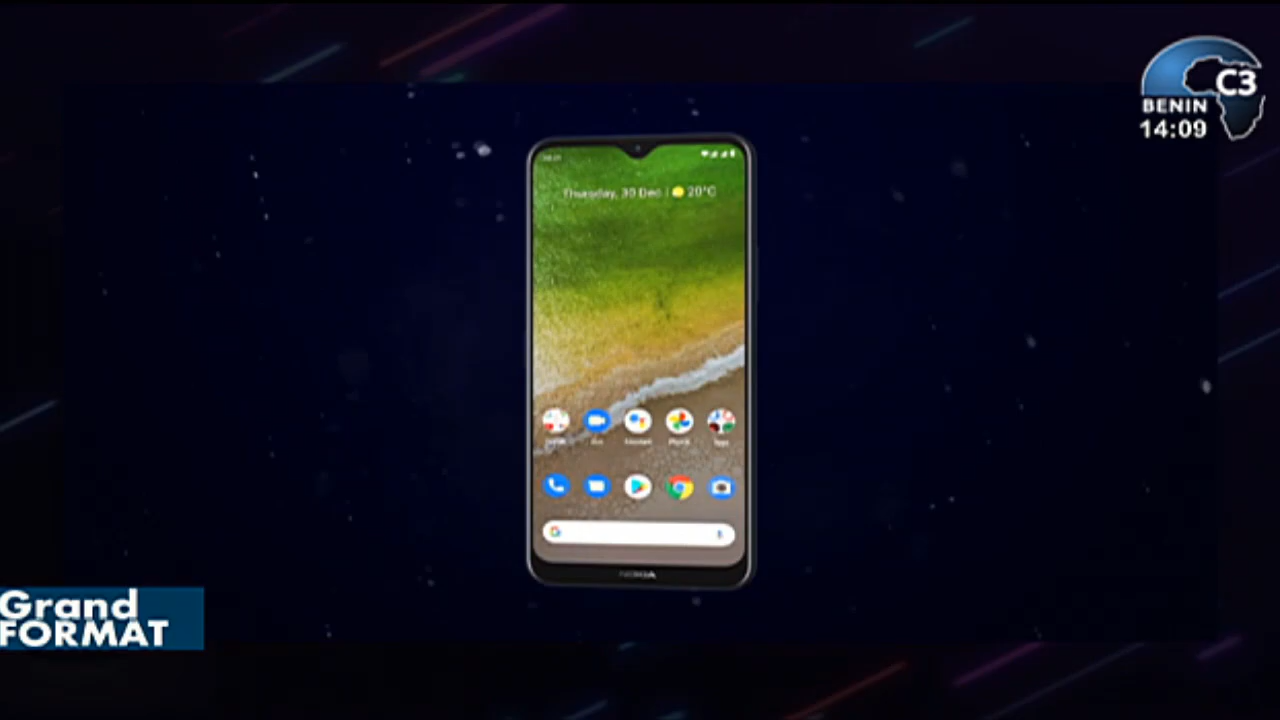 C3
BENIN
14:09
Thursday, 30 Dec | 20°C
NOKIA
Grand
FORMAT